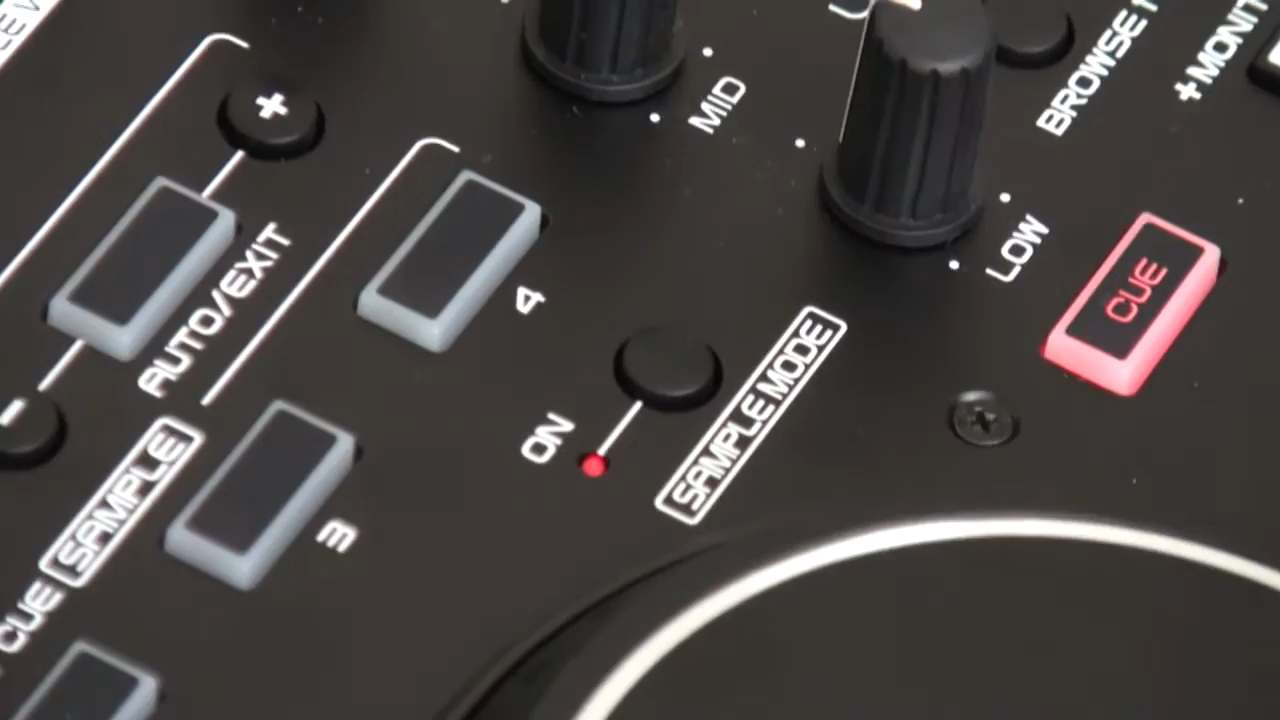 MID
BROWSE
+MONIT
+
LOW
AUTO/EXIT
CUE
4
SAMPLE MODE
ON
-
3
CUE SAMPLE